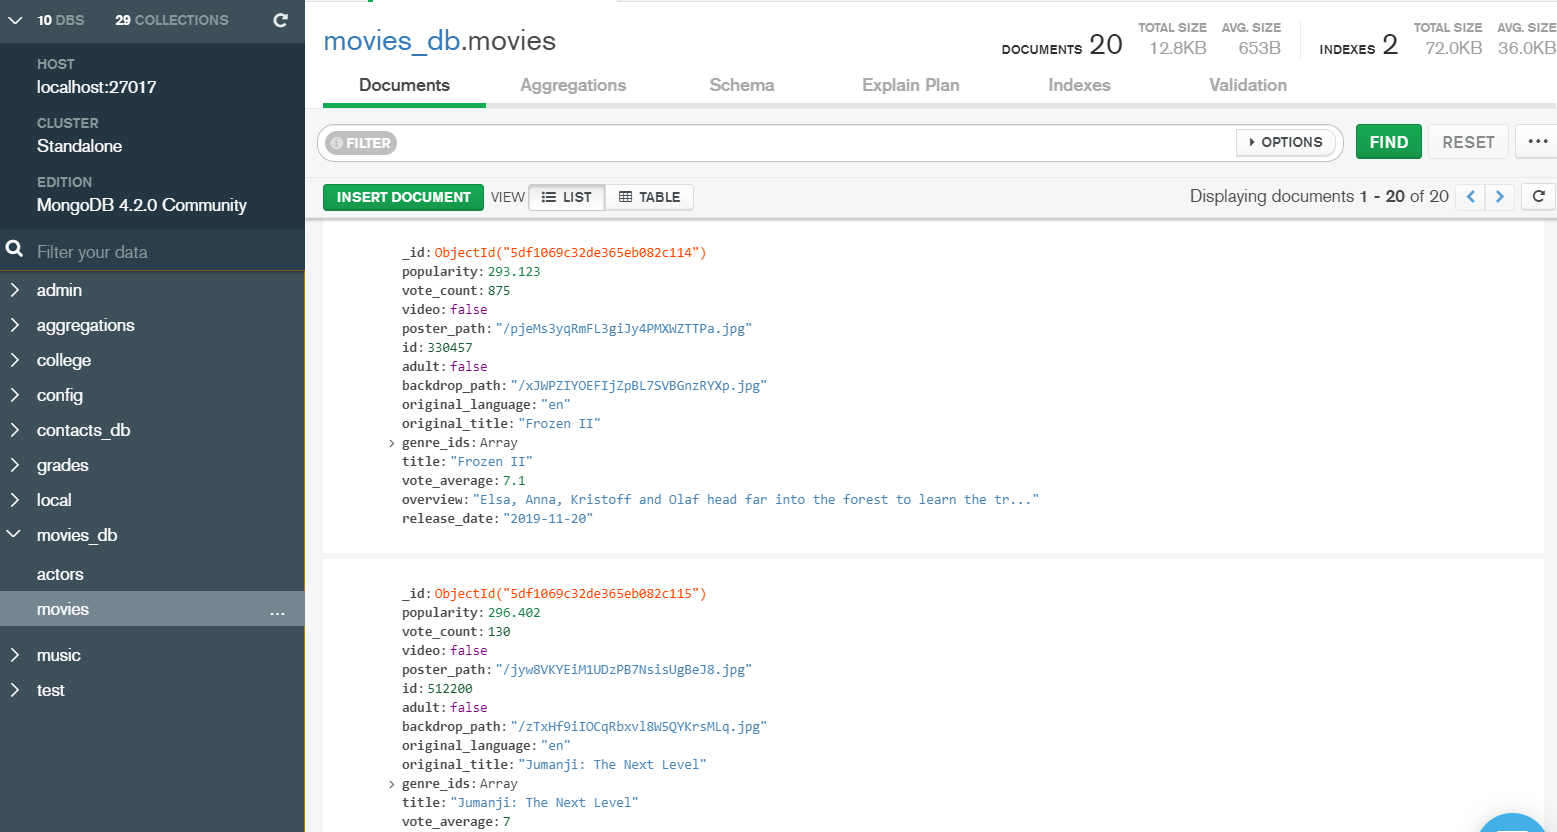 10 DBS 29 COLLECTIONS
HOST
localhost:27017
CLUSTER
Standalone
EDITION
MongoDB 4.2.0 Community
Filter your data
admin
aggregations
college
config
contacts_db
grades
local
movies_db
actors
movies ...
music
test
movies_db.movies
DOCUMENTS 20 TOTAL SIZE 12.8KB AVG. SIZE 653B INDEXES 2 TOTAL SIZE 72.0KB AVG. SIZE 36.0KB
Documents Aggregations Schema Explain Plan Indexes Validation
FILTER OPTIONS FIND RESET ...
INSERT DOCUMENT VIEW LIST TABLE Displaying documents 1 - 20 of 20
_id: ObjectId("5df1069c32de365eb082c114")
popularity: 293.123
vote_count: 875
video: false
poster_path: "/pjeMs3yqRmFL3giJy4PMXWZTTPa.jpg"
id: 330457
adult: false
backdrop_path: "/xJWPZIYOEFIjZpBL7SVBGnzRYXp.jpg"
original_language: "en"
original_title: "Frozen II"
genre_ids: Array
title: "Frozen II"
vote_average: 7.1
overview: "Elsa, Anna, Kristoff and Olaf head far into the forest to learn the tr..."
release_date: "2019-11-20"
_id: ObjectId("5df1069c32de365eb082c115")
popularity: 296.402
vote_count: 130
video: false
poster_path: "/jyw8VKYEiM1UDzPB7NsisUgBeJ8.jpg"
id: 512200
adult: false
backdrop_path: "/zTxHf9iIOCqRbxvl8W5QYKrsMLq.jpg"
original_language: "en"
original_title: "Jumanji: The Next Level"
genre_ids: Array
title: "Jumanji: The Next Level"
vote_average: 7